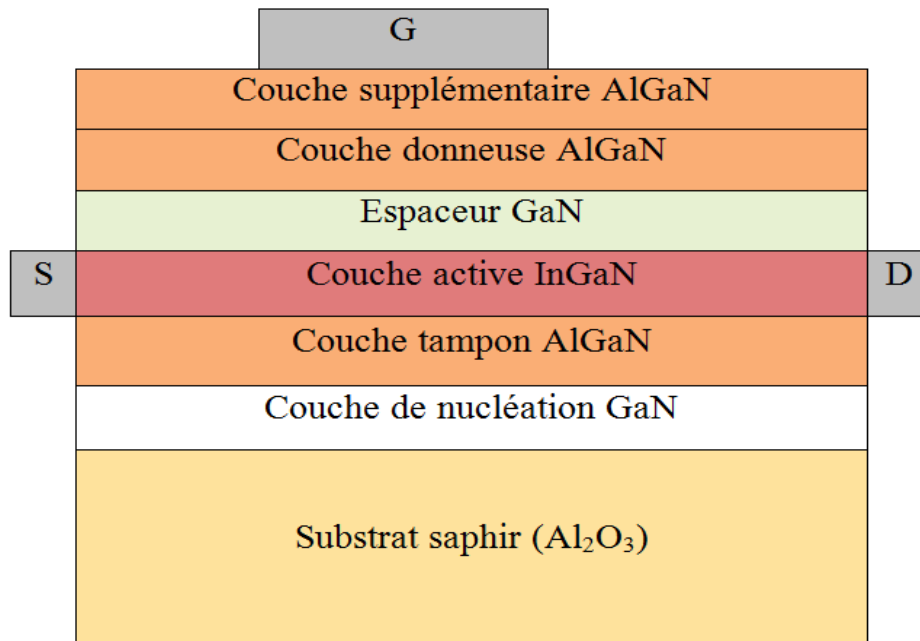 G
Couche supplémentaire AlGaN
Couche donneuse AlGaN
Espaceur GaN
S
Couche active InGaN
D
Couche tampon AlGaN
Couche de nucléation GaN
Substrat saphir (Al₂O₃)